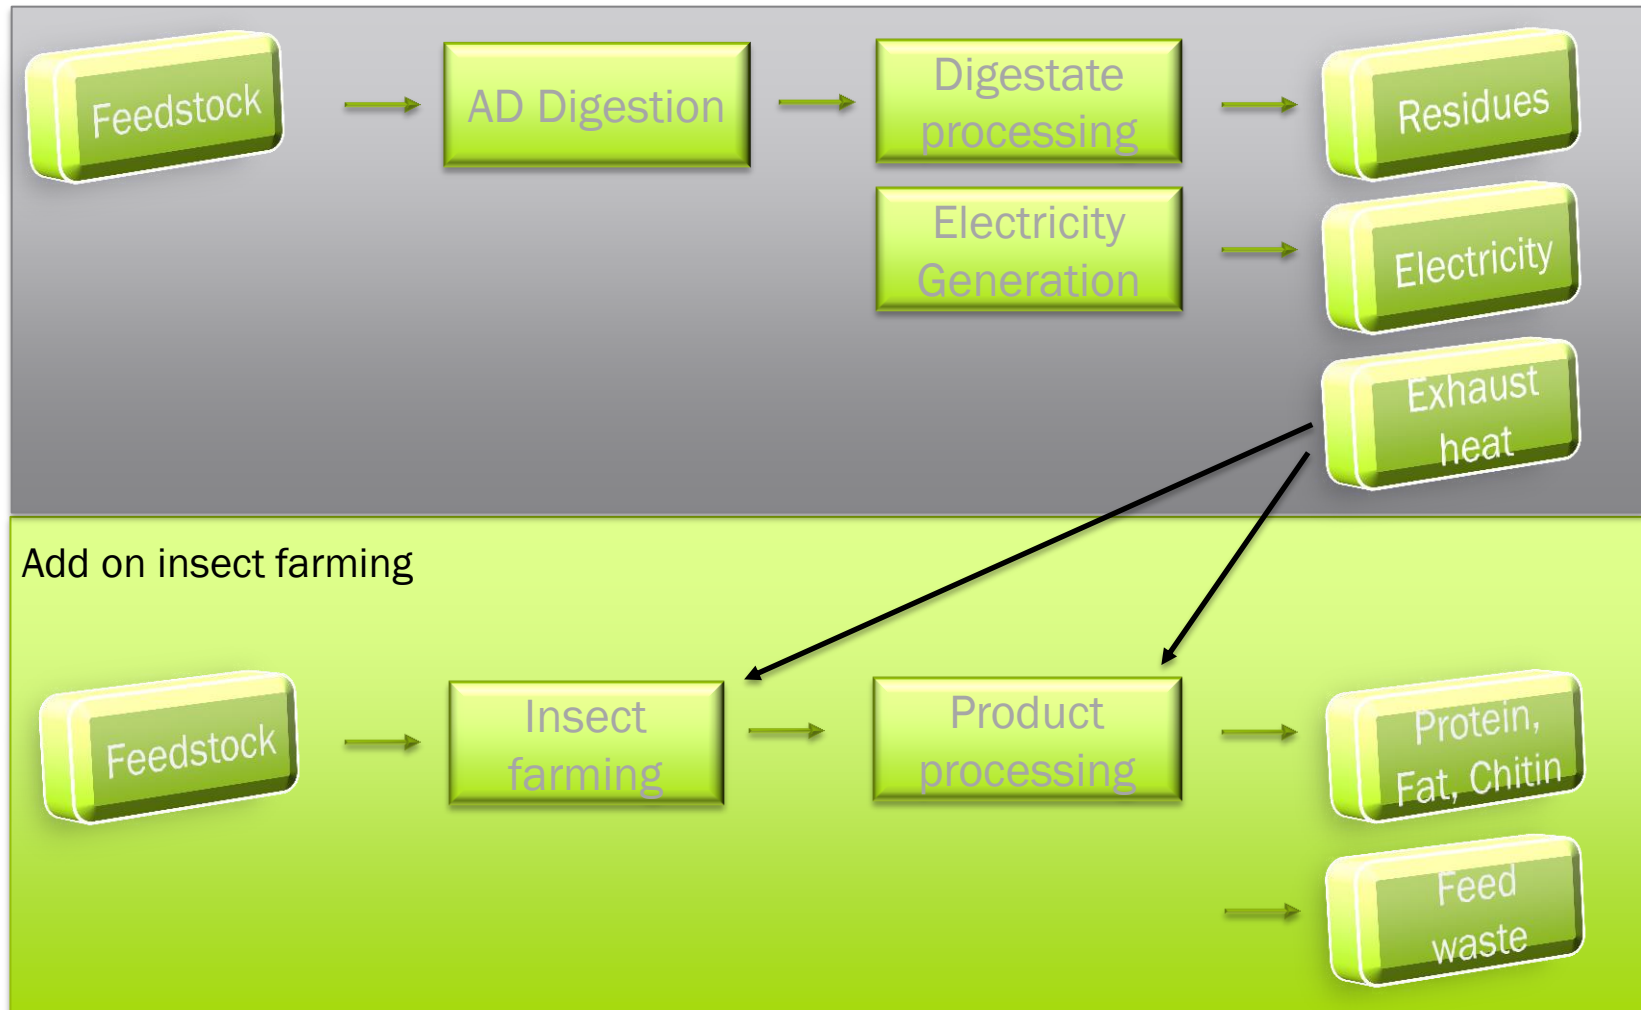 Feedstock
AD Digestion
Digestate
processing
Residues
Electricity
Generation
Electricity
Exhaust
heat
Add on insect farming
Feedstock
Insect
farming
Product
processing
Protein,
Fat, Chitin
Feed
waste